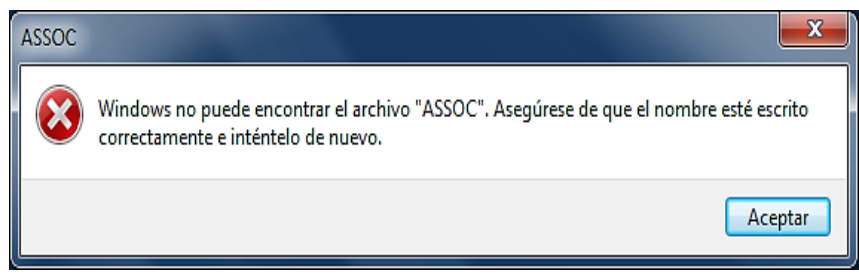 ASSOC
Windows no puede encontrar el archivo "ASSOC". Asegúrese de que el nombre esté escrito
correctamente e inténtelo de nuevo.
Aceptar